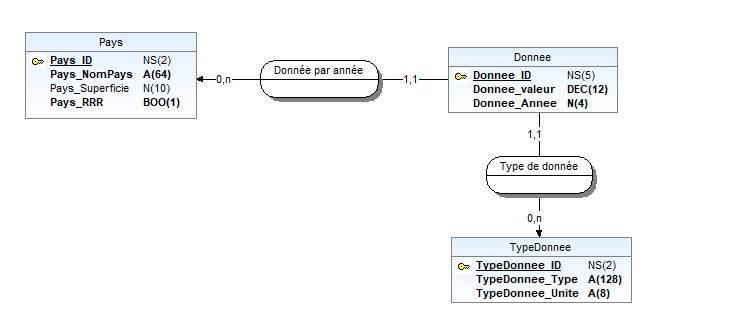 Pays
Pays_ID NS(2)
Pays_NomPays A(64)
Pays_Superficie N(10)
Pays_RRR BOO(1)
0,n
Donnée par année
1,1
Donnee
Donnee_ID NS(5)
Donnee_valeur DEC(12)
Donnee_Annee N(4)
1,1
Type de donnée
0,n
TypeDonnee
TypeDonnee_ID NS(2)
TypeDonnee_Type A(128)
TypeDonnee_Unite A(8)